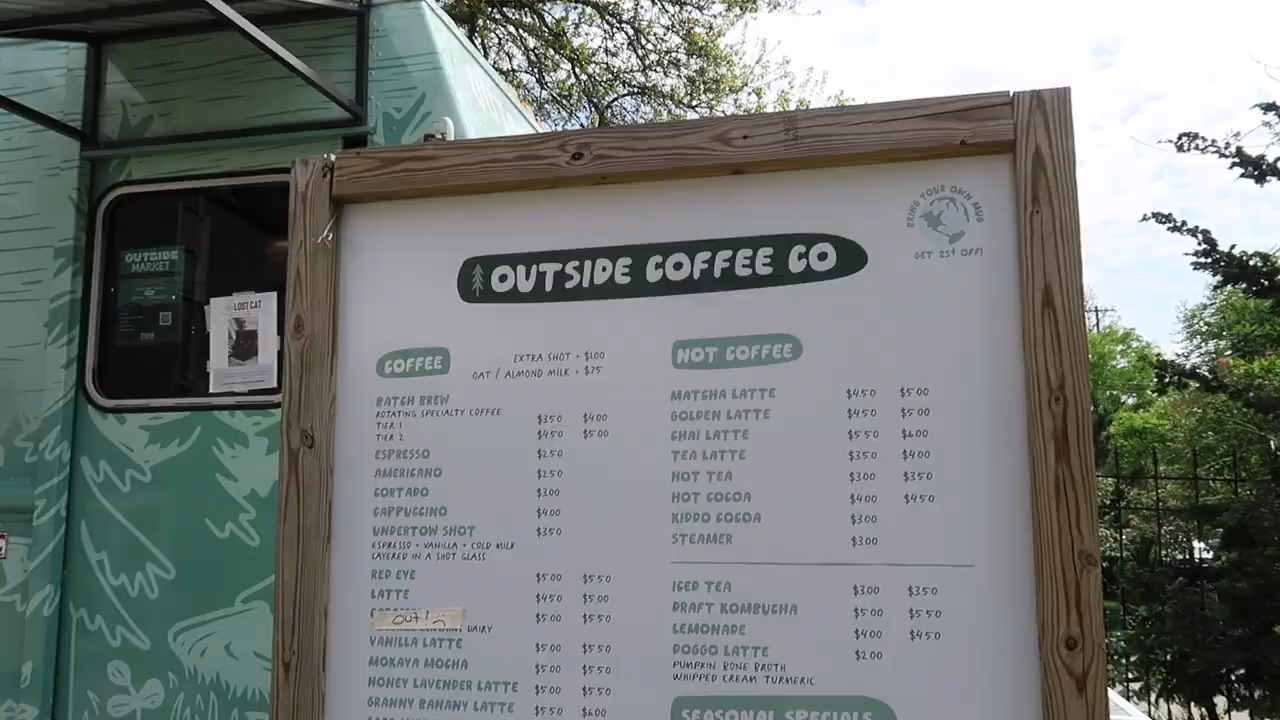 OUTSIDE
MARKET
LOST CAT
BRING YOUR OWN MUG
GET 25¢ OFF!
OUTSIDE COFFEE CO
COFFEE
EXTRA SHOT + $1.00
OAT / ALMOND MILK + $.75
BATCH BREW
ROTATING SPECIALTY COFFEE
TIER 1 $3.50 $4.00
TIER 2 $4.50 $5.00
ESPRESSO $2.50
AMERICANO $2.50
CORTADO $3.00
CAPPUCCINO $4.00
UNDERTOW SHOT $3.50
ESPRESSO + VANILLA + COLD MILK
LAYERED IN A SHOT GLASS
RED EYE $5.00 $5.50
LATTE $4.50 $5.00
OUT! $5.00 $5.50
DAIRY
VANILLA LATTE $5.00 $5.50
MOKAYA MOCHA $5.00 $5.50
HONEY LAVENDER LATTE $5.00 $5.50
GRANNY BANANY LATTE $5.50 $6.00
NOT COFFEE
MATCHA LATTE $4.50 $5.00
GOLDEN LATTE $4.50 $5.00
CHAI LATTE $5.50 $6.00
TEA LATTE $3.50 $4.00
HOT TEA $3.00 $3.50
HOT COCOA $4.00 $4.50
KIDDO COCOA $3.00
STEAMER $3.00
ICED TEA $3.00 $3.50
DRAFT KOMBUCHA $5.00 $5.50
LEMONADE $4.00 $4.50
DOGGO LATTE $2.00
PUMPKIN BONE BROTH
WHIPPED CREAM TURMERIC
SEASONAL SPECIALS